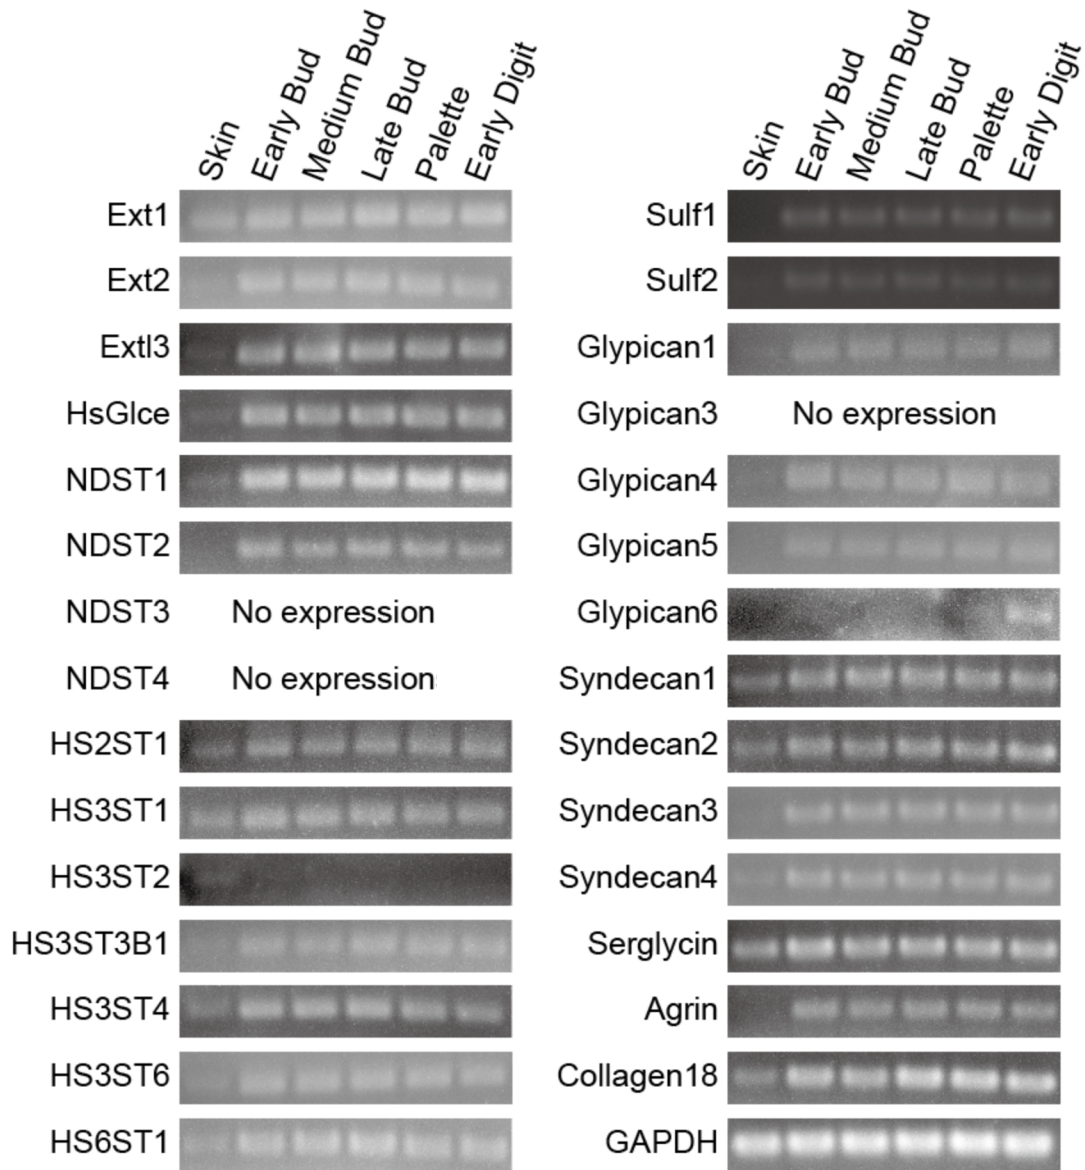 Skin Early Bud Medium Bud Late Bud Palette Early Digit
Ext1
Ext2
Extl3
HsGlce
NDST1
NDST2
NDST3 No expression
NDST4 No expression
HS2ST1
HS3ST1
HS3ST2
HS3ST3B1
HS3ST4
HS3ST6
HS6ST1
Skin Early Bud Medium Bud Late Bud Palette Early Digit
Sulf1
Sulf2
Glypican1
Glypican3 No expression
Glypican4
Glypican5
Glypican6
Syndecan1
Syndecan2
Syndecan3
Syndecan4
Serglycin
Agrin
Collagen18
GAPDH